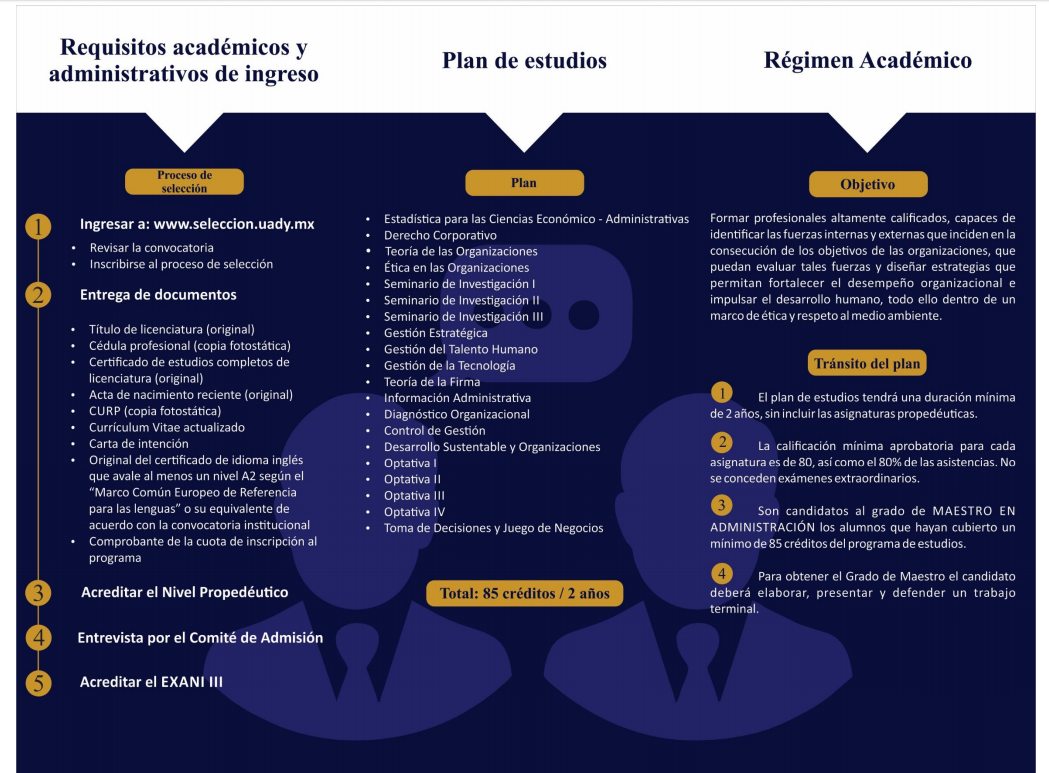 Requisitos académicos y
administrativos de ingreso
Proceso de
selección
1
Ingresar a: www.seleccion.uady.mx
• Revisar la convocatoria
• Inscribirse al proceso de selección
2
Entrega de documentos
• Título de licenciatura (original)
• Cédula profesional (copia fotostática)
• Certificado de estudios completos de
licenciatura (original)
• Acta de nacimiento reciente (original)
• CURP (copia fotostática)
• Currículum Vitae actualizado
• Carta de intención
• Original del certificado de idioma inglés
que avale al menos un nivel A2 según el
“Marco Común Europeo de Referencia
para las lenguas” o su equivalente de
acuerdo con la convocatoria institucional
• Comprobante de la cuota de inscripción al
programa
3
Acreditar el Nivel Propedéutico
4
Entrevista por el Comité de Admisión
5
Acreditar el EXANI III
Plan de estudios
Plan
• Estadística para las Ciencias Económico - Administrativas
• Derecho Corporativo
• Teoría de las Organizaciones
• Ética en las Organizaciones
• Seminario de Investigación I
• Seminario de Investigación II
• Seminario de Investigación III
• Gestión Estratégica
• Gestión del Talento Humano
• Gestión de la Tecnología
• Teoría de la Firma
• Información Administrativa
• Diagnóstico Organizacional
• Control de Gestión
• Desarrollo Sustentable y Organizaciones
• Optativa I
• Optativa II
• Optativa III
• Optativa IV
• Toma de Decisiones y Juego de Negocios
Total: 85 créditos / 2 años
Régimen Académico
Objetivo
Formar profesionales altamente calificados, capaces de
identificar las fuerzas internas y externas que inciden en la
consecución de los objetivos de las organizaciones, que
puedan evaluar tales fuerzas y diseñar estrategias que
permitan fortalecer el desempeño organizacional e
impulsar el desarrollo humano, todo ello dentro de un
marco de ética y respeto al medio ambiente.
Tránsito del plan
1 El plan de estudios tendrá una duración mínima
de 2 años, sin incluir las asignaturas propedéuticas.
2 La calificación mínima aprobatoria para cada
asignatura es de 80, así como el 80% de las asistencias. No
se conceden exámenes extraordinarios.
3 Son candidatos al grado de MAESTRO EN
ADMINISTRACIÓN los alumnos que hayan cubierto un
mínimo de 85 créditos del programa de estudios.
4 Para obtener el Grado de Maestro el candidato
deberá elaborar, presentar y defender un trabajo
terminal.